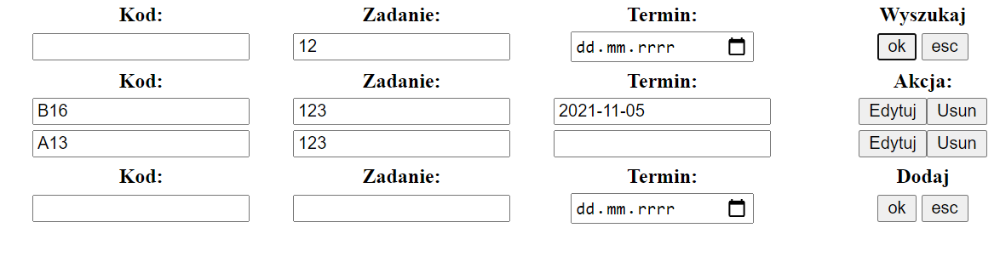 Kod: Zadanie: Termin: Wyszukaj
12 dd.mm.rrrr ok esc
Kod: Zadanie: Termin: Akcja:
B16 123 2021-11-05 Edytuj Usun
A13 123 Edytuj Usun
Kod: Zadanie: Termin: Dodaj
dd.mm.rrrr ok esc